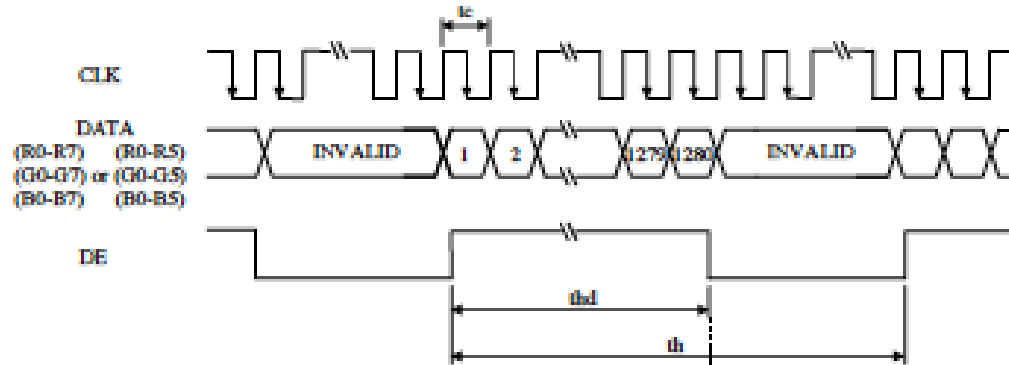 tc
CLK
DATA
(R0-R7) (R0-R5)
(G0-G7) or (G0-G5)
(B0-B7) (B0-B5)
INVALID 1 2 1279 1280 INVALID
DE
thd
th